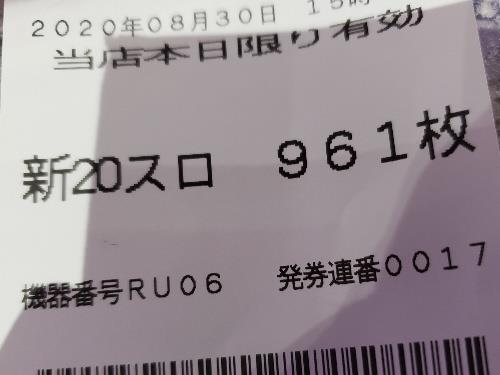 ２０２０年０８月３０日　１５時
当店本日限り有効
新20スロ　９６１枚
機器番号ＲＵ０６　発券連番００１７